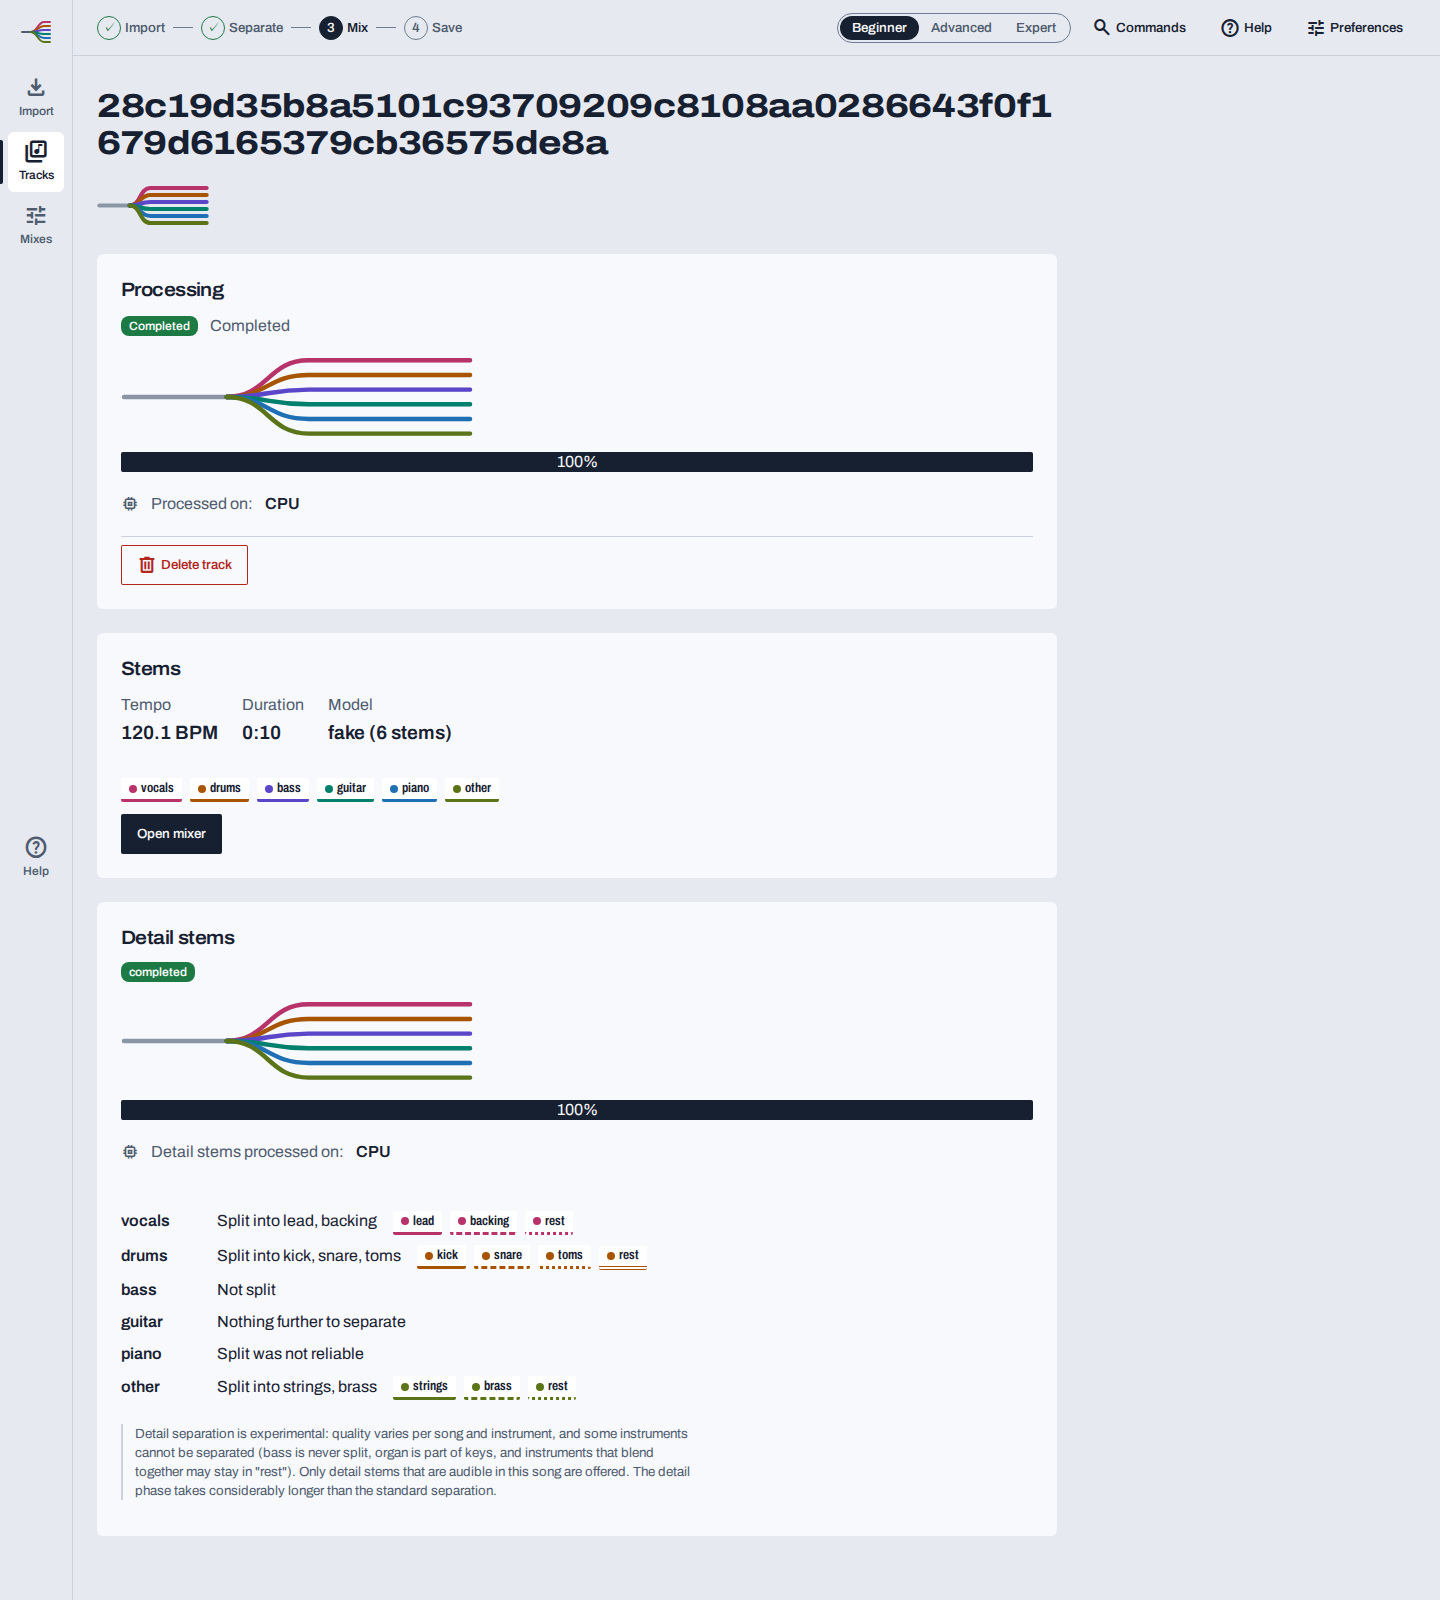 Import
Separate
3 Mix
4 Save
Beginner
Advanced
Expert
Commands
Help
Preferences
Import
Tracks
Mixes
Help
28c19d35b8a5101c93709209c8108aa0286643f0f1
679d6165379cb36575de8a
Processing
Completed Completed
100%
Processed on: CPU
Delete track
Stems
Tempo Duration Model
120.1 BPM 0:10 fake (6 stems)
vocals drums bass guitar piano other
Open mixer
Detail stems
completed
100%
Detail stems processed on: CPU
vocals Split into lead, backing lead backing rest
drums Split into kick, snare, toms kick snare toms rest
bass Not split
guitar Nothing further to separate
piano Split was not reliable
other Split into strings, brass strings brass rest
Detail separation is experimental: quality varies per song and instrument, and some instruments
cannot be separated (bass is never split, organ is part of keys, and instruments that blend
together may stay in "rest"). Only detail stems that are audible in this song are offered. The detail
phase takes considerably longer than the standard separation.